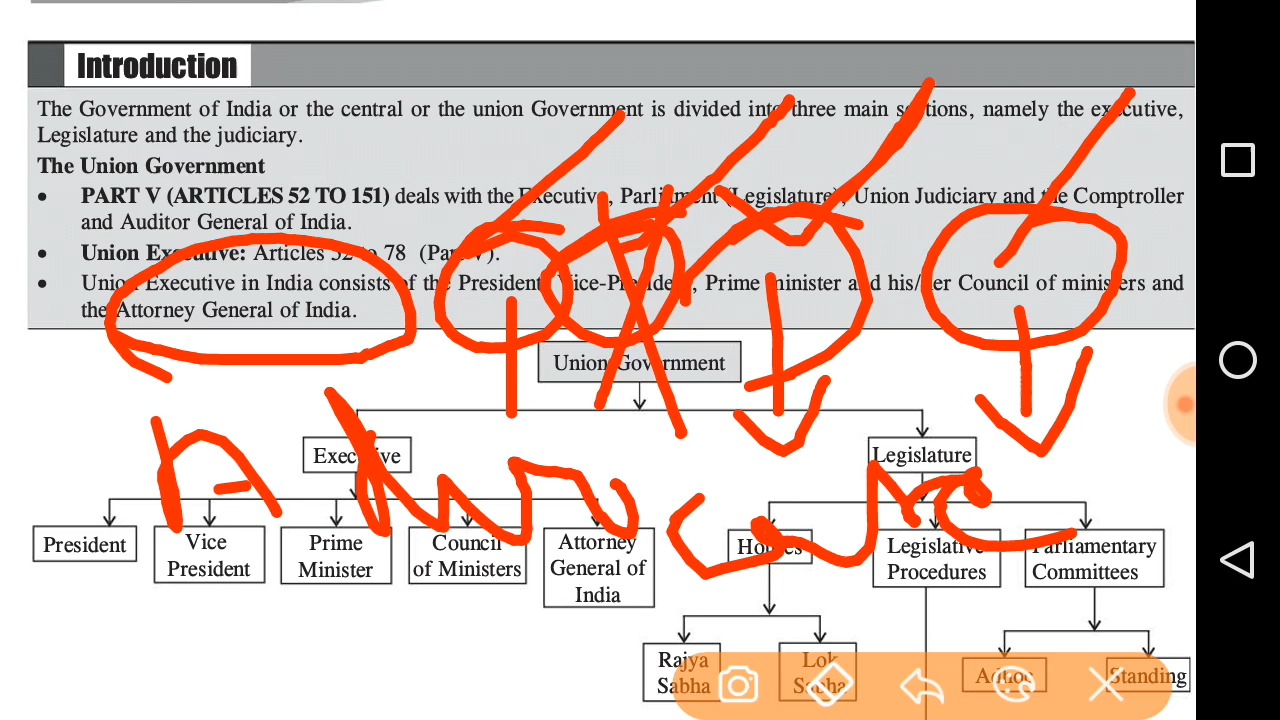 Introduction
The Government of India or the central or the union Government is divided into three main sections, namely the executive,
Legislature and the judiciary.
The Union Government
• PART V (ARTICLES 52 TO 151) deals with the Executive, Parliament (Legislature), Union Judiciary and the Comptroller
and Auditor General of India.
• Union Executive: Articles 52 to 78 (Part V).
• Union Executive in India consists of the President, Vice-President, Prime minister and his/her Council of ministers and
the Attorney General of India.
Union Government
Executive
Legislature
President
Vice
President
Prime
Minister
Council
of Ministers
Attorney
General of
India
Houses
Legislative
Procedures
Parliamentary
Committees
Rajya
Sabha
Lok
Sabha
Adhoc
Standing